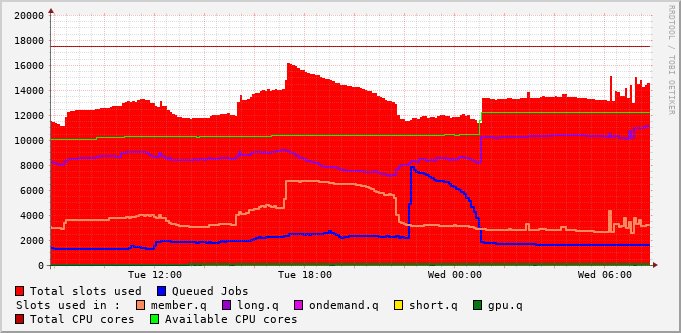 20000
18000
16000
14000
12000
10000
8000
6000
4000
2000
0
Tue 12:00 Tue 18:00 Wed 00:00 Wed 06:00
Total slots used Queued Jobs
Slots used in : member.q long.q ondemand.q short.q gpu.q
Total CPU cores Available CPU cores
RRDTOOL / TOBI OETIKER